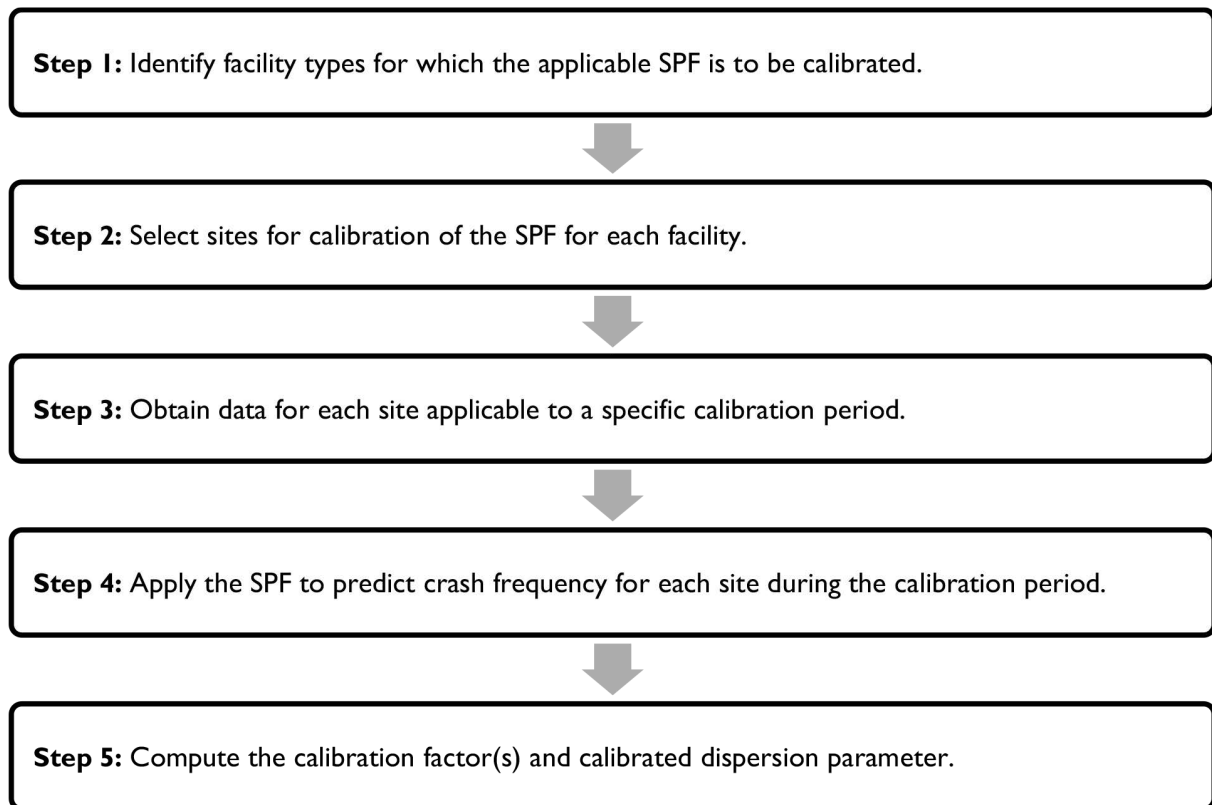 Step 1: Identify facility types for which the applicable SPF is to be calibrated.
Step 2: Select sites for calibration of the SPF for each facility.
Step 3: Obtain data for each site applicable to a specific calibration period.
Step 4: Apply the SPF to predict crash frequency for each site during the calibration period.
Step 5: Compute the calibration factor(s) and calibrated dispersion parameter.